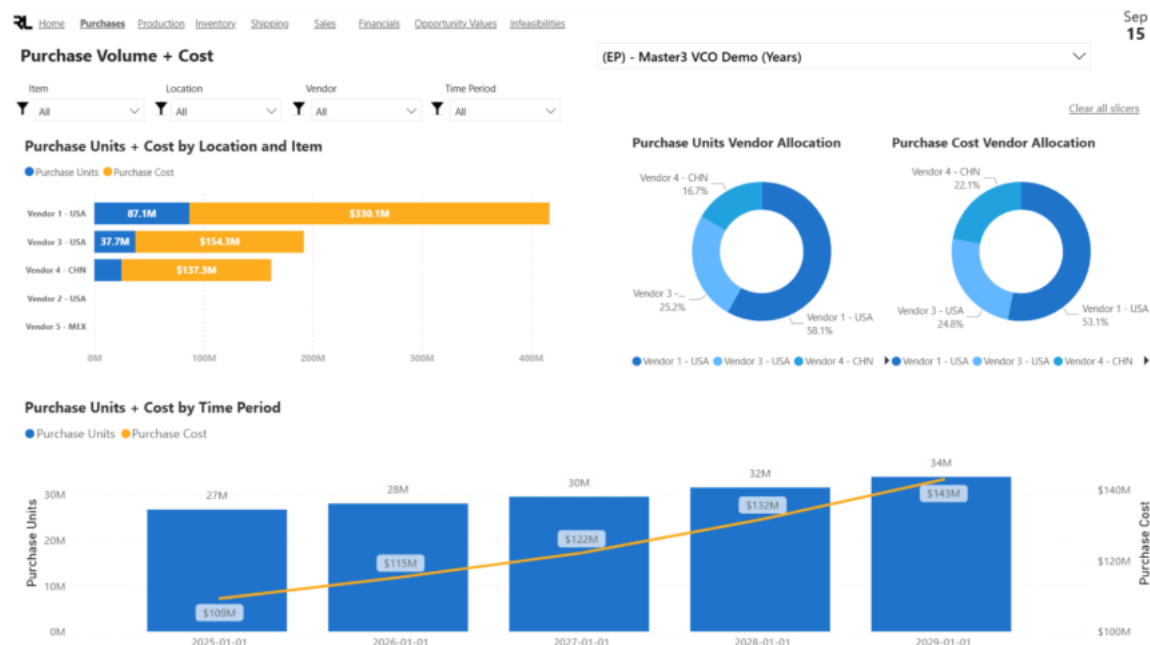 RL Home Purchases Production Inventory Shipping Sales Financials Opportunity Values Infeasibilities
Sep
15
Purchase Volume + Cost
(EP) - Master3 VCO Demo (Years)
Item Location Vendor Time Period
All All All All
Clear all slicers
Purchase Units + Cost by Location and Item
Purchase Units Purchase Cost
Vendor 1 - USA 87.1M $330.1M
Vendor 3 - USA 37.7M $154.3M
Vendor 4 - CHN $137.3M
Vendor 2 - USA
Vendor 5 - MEX
0M 100M 200M 300M 400M
Purchase Units Vendor Allocation
Vendor 4 - CHN
16.7%
Vendor 3 -...
25.2%
Vendor 1 - USA
58.1%
Vendor 1 - USA Vendor 3 - USA Vendor 4 - CHN
Purchase Cost Vendor Allocation
Vendor 4 - CHN
22.1%
Vendor 3 - USA
24.8%
Vendor 1 - USA
53.1%
Vendor 1 - USA Vendor 3 - USA Vendor 4 - CHN
Purchase Units + Cost by Time Period
Purchase Units Purchase Cost
Purchase Units
30M
20M
10M
0M
27M 28M 30M 32M 34M
$109M $115M $122M $132M $143M
2025-01-01 2026-01-01 2027-01-01 2028-01-01 2029-01-01
$140M
$120M
$100M
Purchase Cost